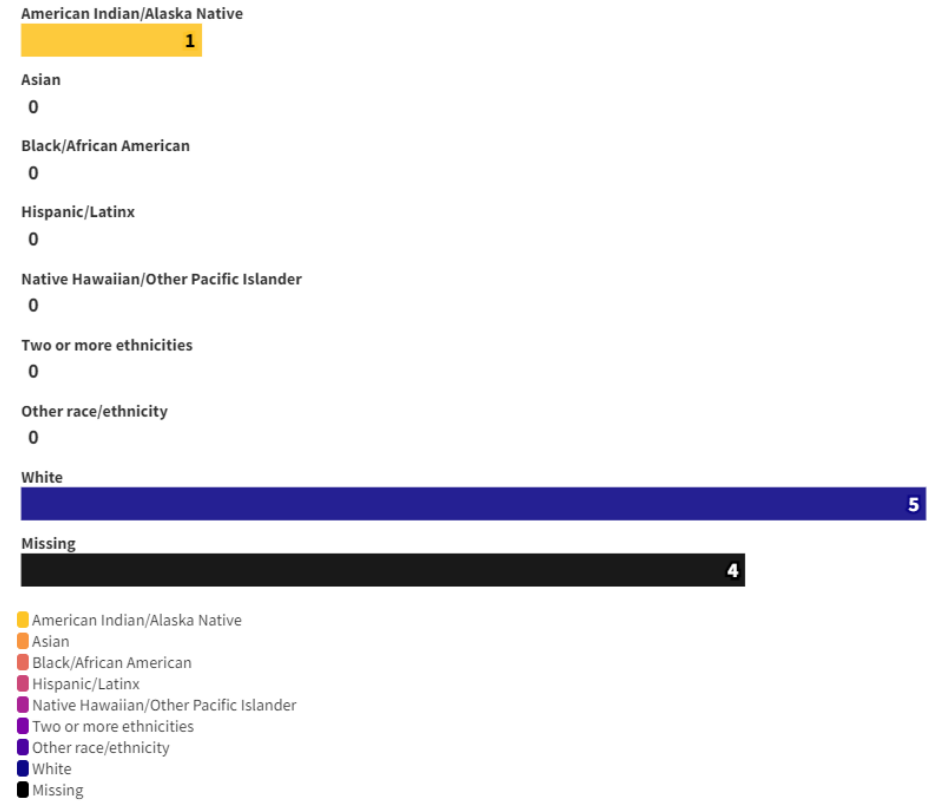 American Indian/Alaska Native
1
Asian
0
Black/African American
0
Hispanic/Latinx
0
Native Hawaiian/Other Pacific Islander
0
Two or more ethnicities
0
Other race/ethnicity
0
White
5
Missing
4
American Indian/Alaska Native
Asian
Black/African American
Hispanic/Latinx
Native Hawaiian/Other Pacific Islander
Two or more ethnicities
Other race/ethnicity
White
Missing